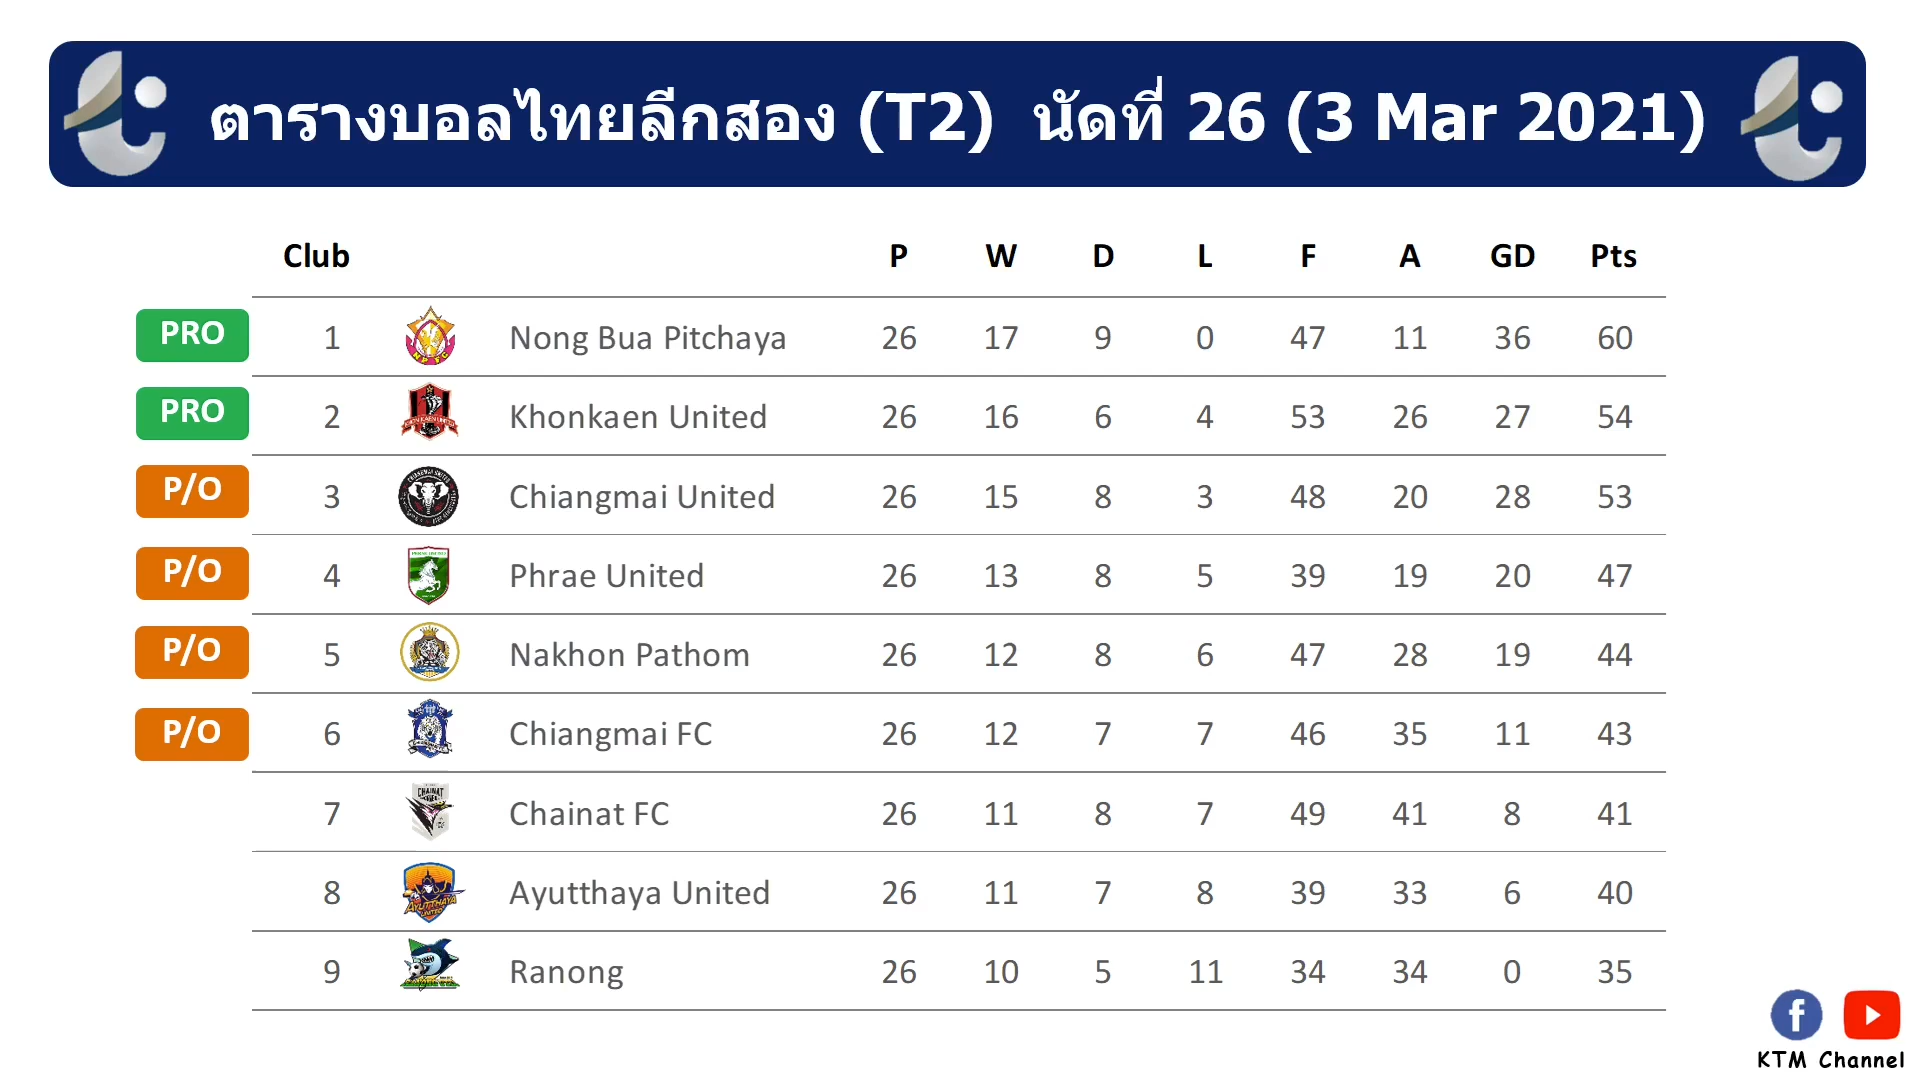 ตารางบอลไทยลีกสอง (T2) นัดที่ 26 (3 Mar 2021)
Club P W D L F A GD Pts
PRO 1 Nong Bua Pitchaya 26 17 9 0 47 11 36 60
PRO 2 Khonkaen United 26 16 6 4 53 26 27 54
P/O 3 Chiangmai United 26 15 8 3 48 20 28 53
P/O 4 Phrae United 26 13 8 5 39 19 20 47
P/O 5 Nakhon Pathom 26 12 8 6 47 28 19 44
P/O 6 Chiangmai FC 26 12 7 7 46 35 11 43
7 Chainat FC 26 11 8 7 49 41 8 41
8 Ayutthaya United 26 11 7 8 39 33 6 40
9 Ranong 26 10 5 11 34 34 0 35
KTM Channel